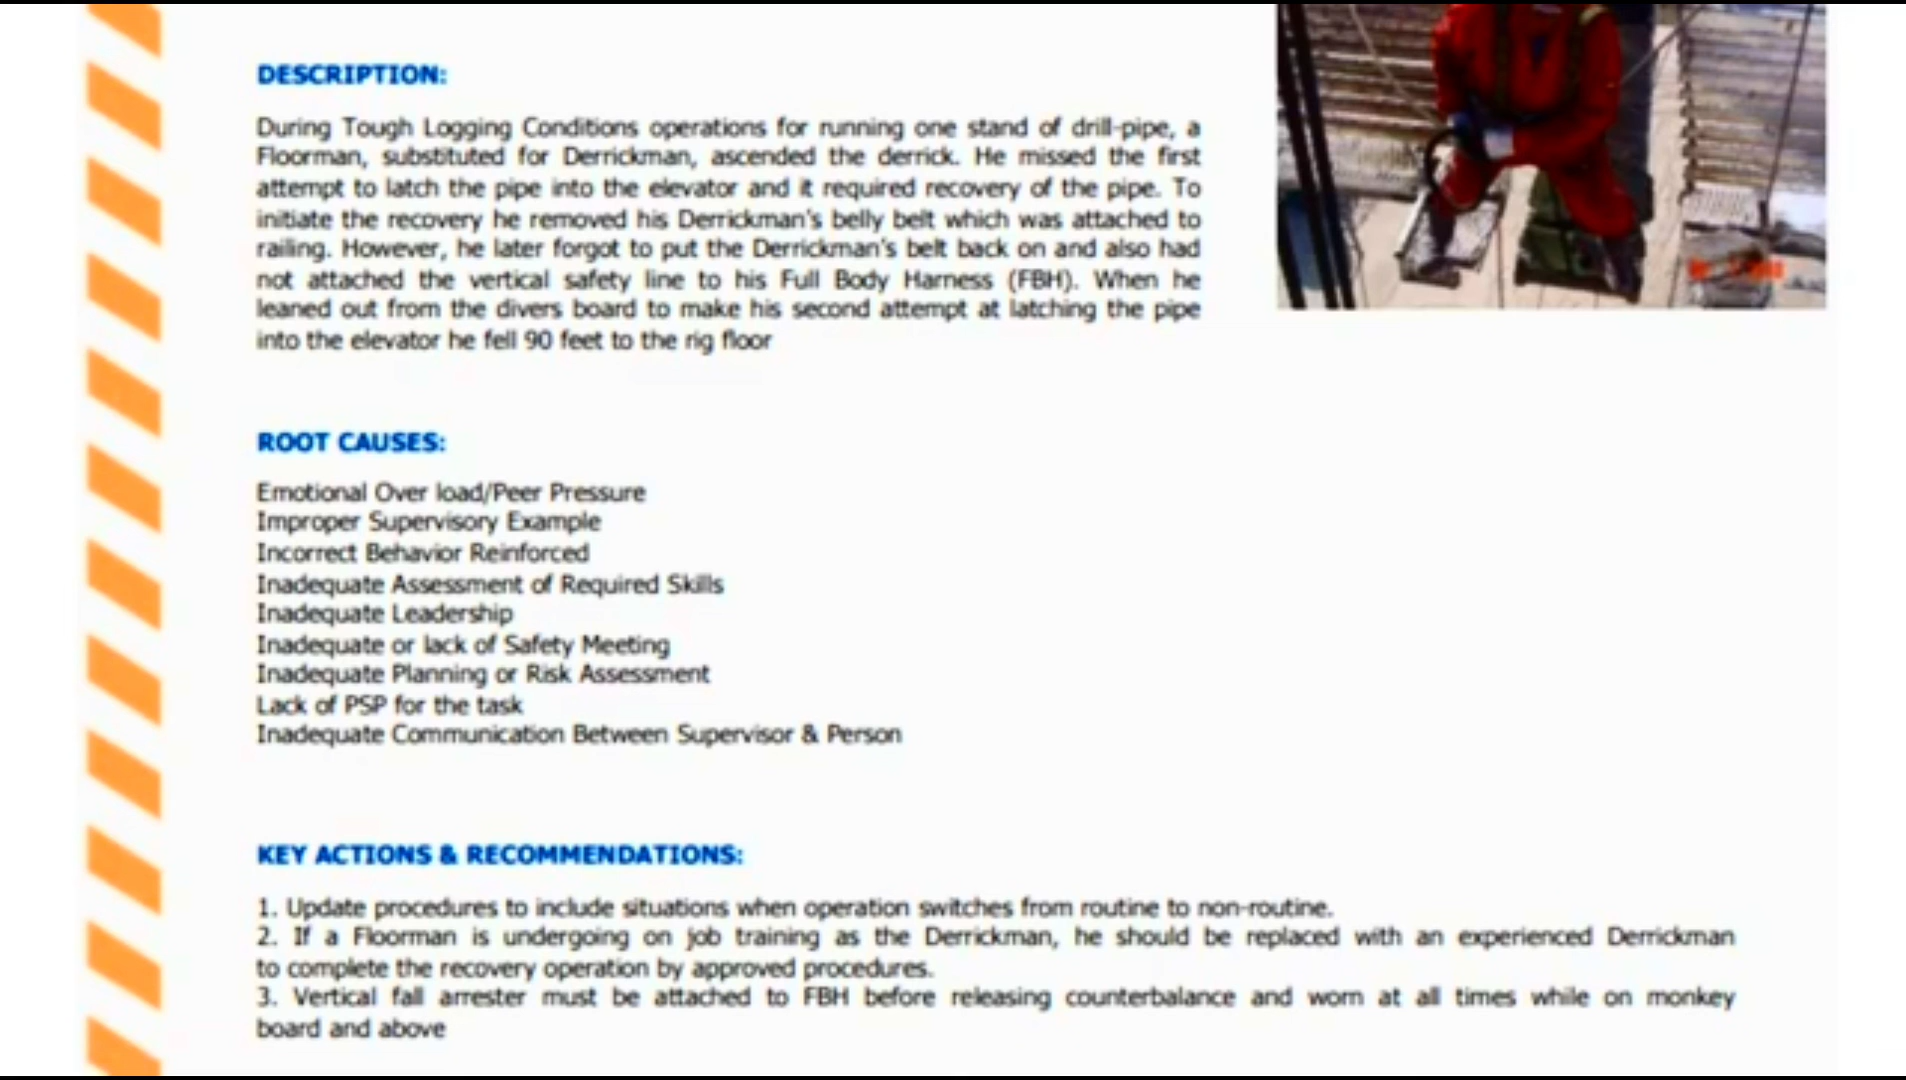 DESCRIPTION:
During Tough Logging Conditions operations for running one stand of drill-pipe, a
Floorman, substituted for Derrickman, ascended the derrick. He missed the first
attempt to latch the pipe into the elevator and it required recovery of the pipe. To
initiate the recovery he removed his Derrickman's belly belt which was attached to
railing. However, he later forgot to put the Derrickman's belt back on and also had
not attached the vertical safety line to his Full Body Harness (FBH). When he
leaned out from the divers board to make his second attempt at latching the pipe
into the elevator he fell 90 feet to the rig floor
ROOT CAUSES:
Emotional Over load/Peer Pressure
Improper Supervisory Example
Incorrect Behavior Reinforced
Inadequate Assessment of Required Skills
Inadequate Leadership
Inadequate or lack of Safety Meeting
Inadequate Planning or Risk Assessment
Lack of PSP for the task
Inadequate Communication Between Supervisor & Person
KEY ACTIONS & RECOMMENDATIONS:
1. Update procedures to include situations when operation switches from routine to non-routine.
2. If a Floorman is undergoing on job training as the Derrickman, he should be replaced with an experienced Derrickman
to complete the recovery operation by approved procedures.
3. Vertical fall arrester must be attached to FBH before releasing counterbalance and worn at all times while on monkey
board and above